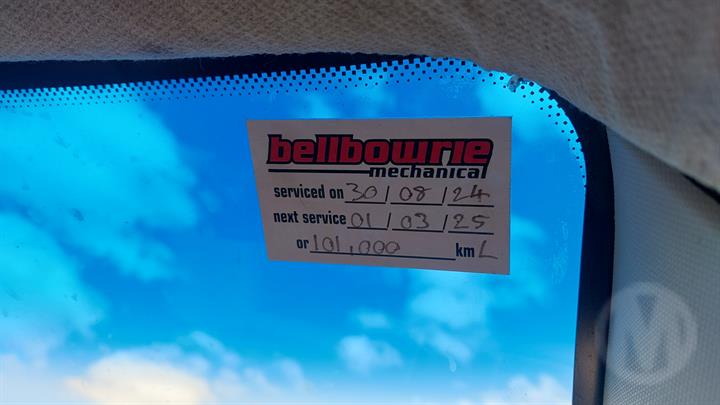 bellbowrie
mechanical
serviced on 30/08/24
next service 01/03/25
or 101,000 km L
M